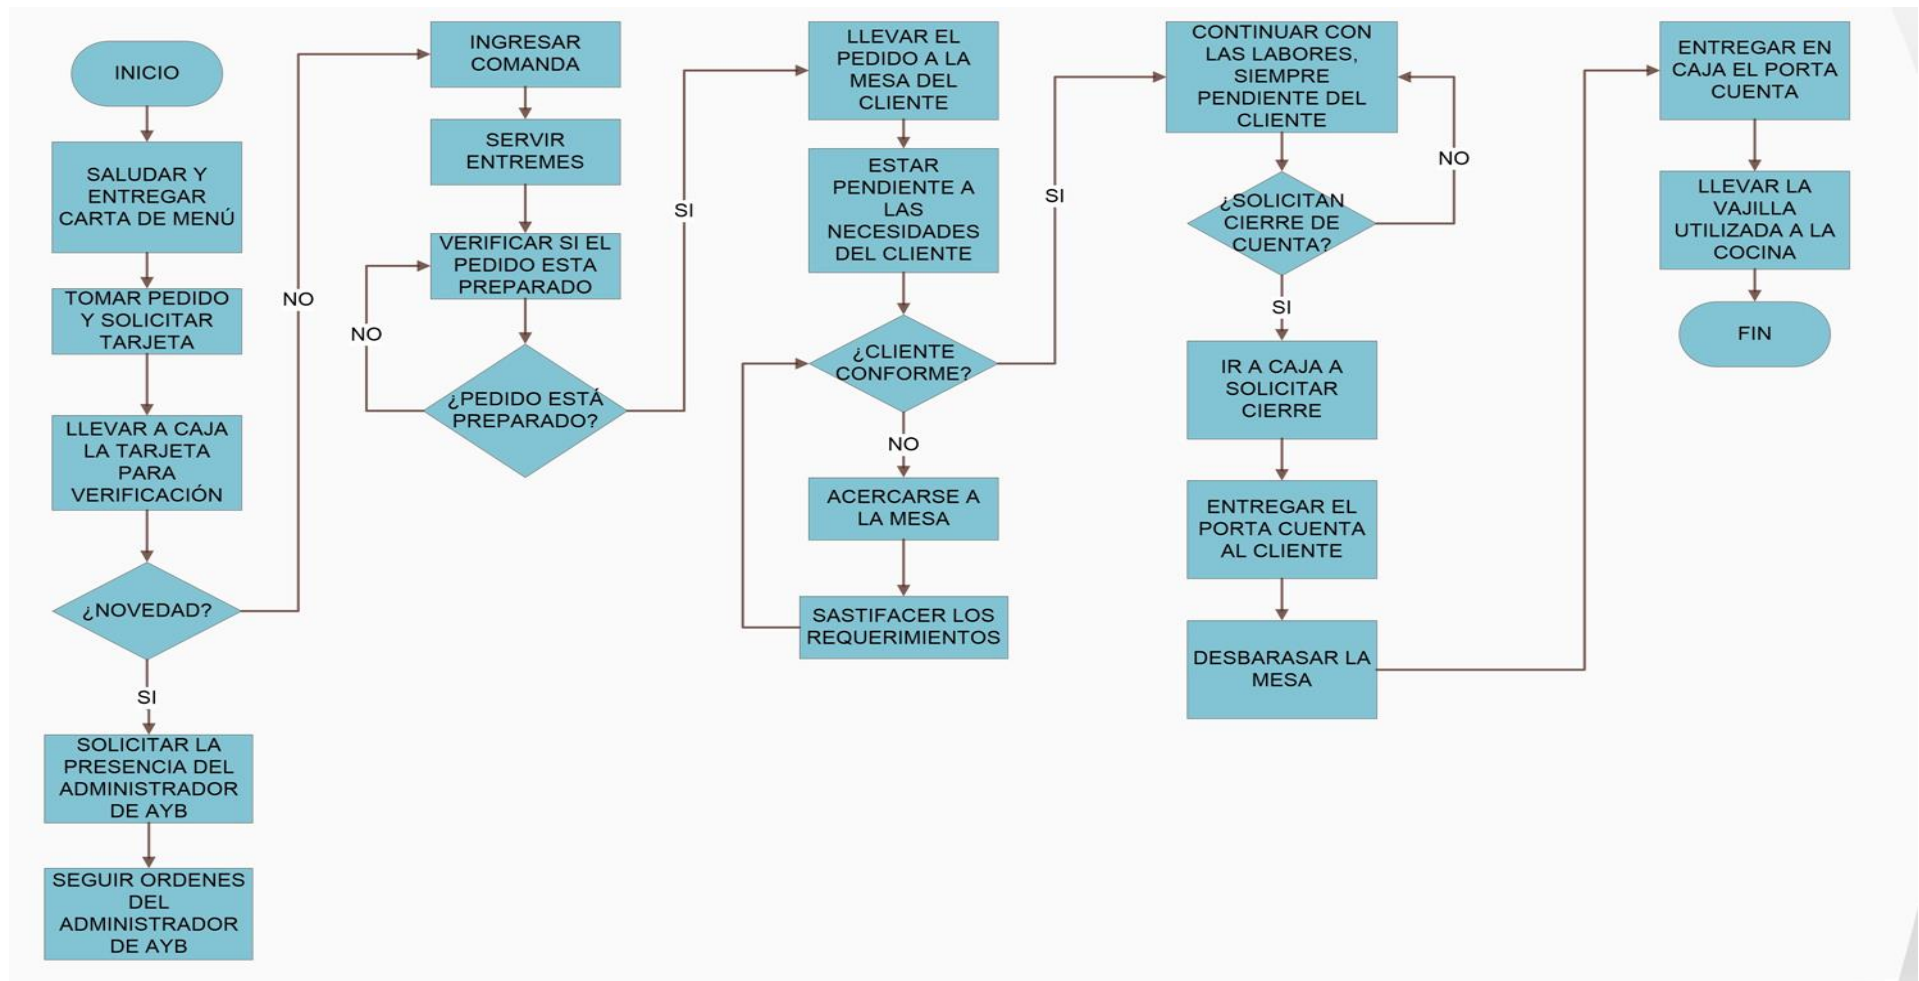 INICIO
SALUDAR Y
ENTREGAR
CARTA DE MENÚ
TOMAR PEDIDO
Y SOLICITAR
TARJETA
LLEVAR A CAJA
LA TARJETA
PARA
VERIFICACIÓN
¿NOVEDAD?
SI
SOLICITAR LA
PRESENCIA DEL
ADMINISTRADOR
DE AYB
SEGUIR ORDENES
DEL
ADMINISTRADOR
DE AYB
NO
INGRESAR
COMANDA
SERVIR
ENTREMES
VERIFICAR SI EL
PEDIDO ESTA
PREPARADO
NO
¿PEDIDO ESTÁ
PREPARADO?
SI
LLEVAR EL
PEDIDO A LA
MESA DEL
CLIENTE
ESTAR
PENDIENTE A
LAS
NECESIDADES
DEL CLIENTE
¿CLIENTE
CONFORME?
NO
ACERCARSE A
LA MESA
SASTIFACER LOS
REQUERIMIENTOS
SI
CONTINUAR CON
LAS LABORES,
SIEMPRE
PENDIENTE DEL
CLIENTE
NO
¿SOLICITAN
CIERRE DE
CUENTA?
SI
IR A CAJA A
SOLICITAR
CIERRE
ENTREGAR EL
PORTA CUENTA
AL CLIENTE
DESBARASAR LA
MESA
ENTREGAR EN
CAJA EL PORTA
CUENTA
LLEVAR LA
VAJILLA
UTILIZADA A LA
COCINA
FIN